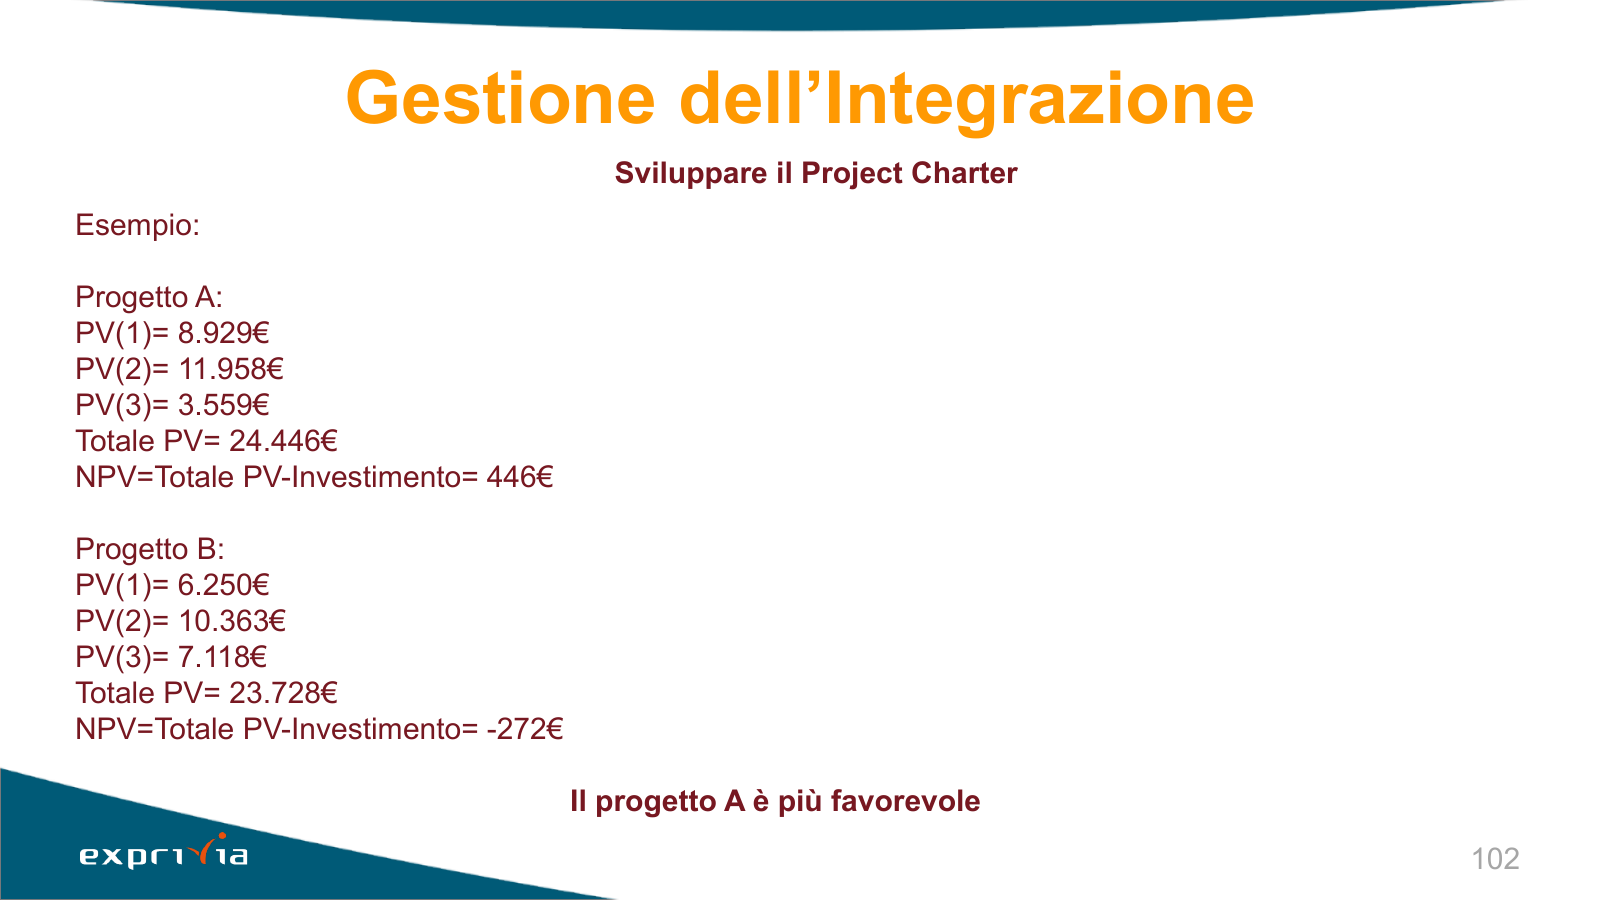 Gestione dell’Integrazione
Sviluppare il Project Charter
Esempio:
Progetto A:
PV(1)= 8.929€
PV(2)= 11.958€
PV(3)= 3.559€
Totale PV= 24.446€
NPV=Totale PV-Investimento= 446€
Progetto B:
PV(1)= 6.250€
PV(2)= 10.363€
PV(3)= 7.118€
Totale PV= 23.728€
NPV=Totale PV-Investimento= -272€
Il progetto A è più favorevole
exprivia
102